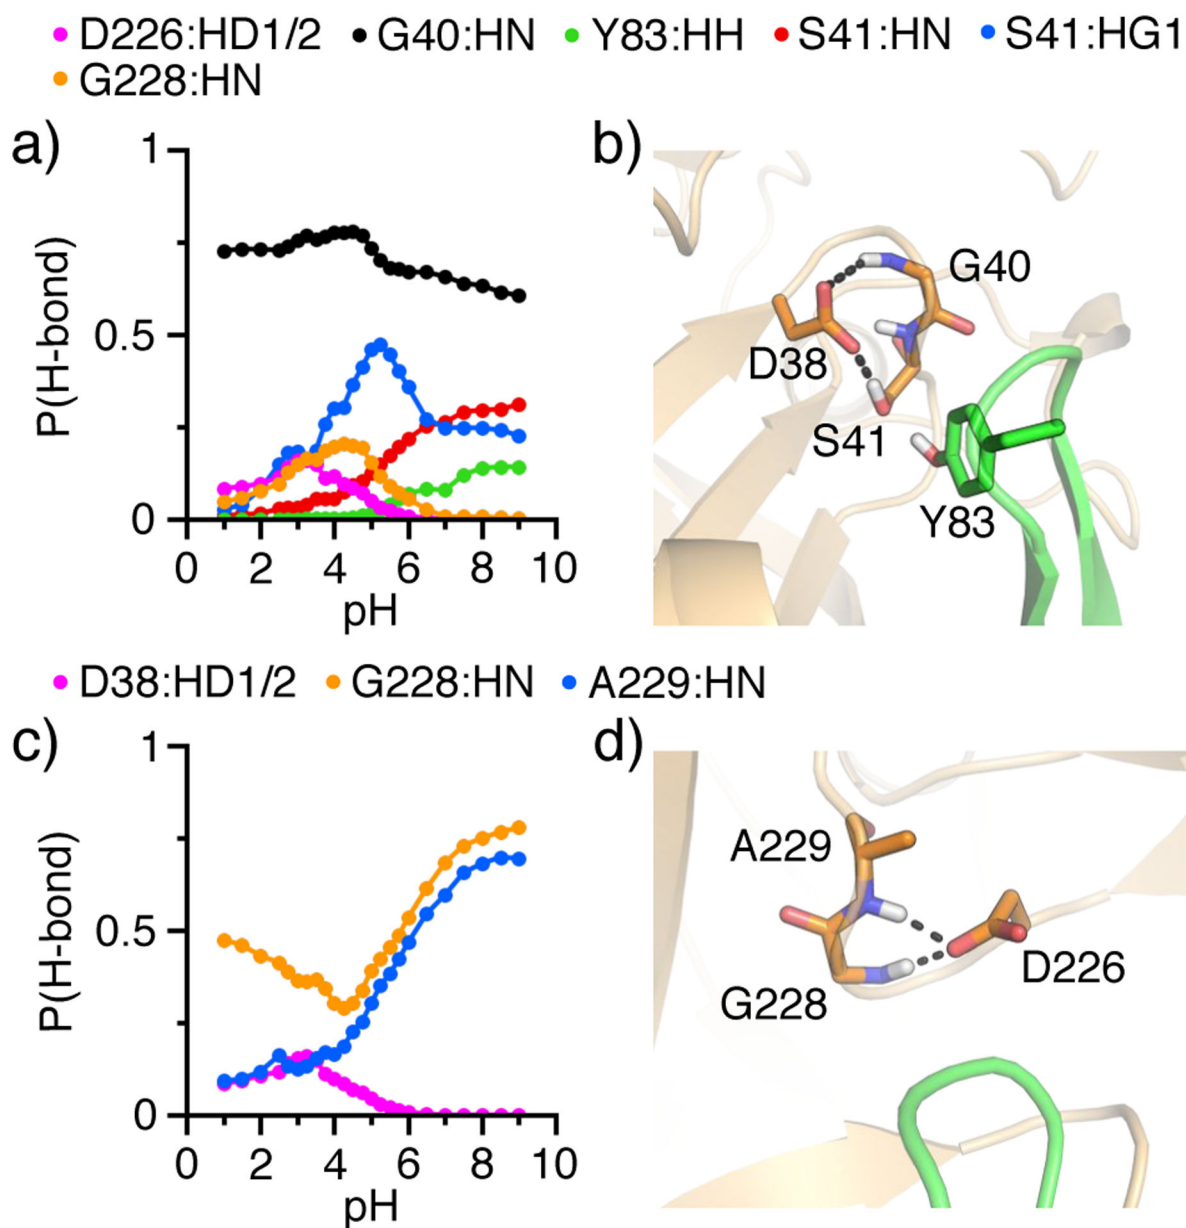 D226:HD1/2 G40:HN Y83:HH S41:HN S41:HG1
G228:HN
a)
1
0.5
0
P(H-bond)
0 2 4 6 8 10
pH
b)
G40
D38
S41
Y83
D38:HD1/2 G228:HN A229:HN
c)
1
0.5
0
P(H-bond)
0 2 4 6 8 10
pH
d)
A229
D226
G228